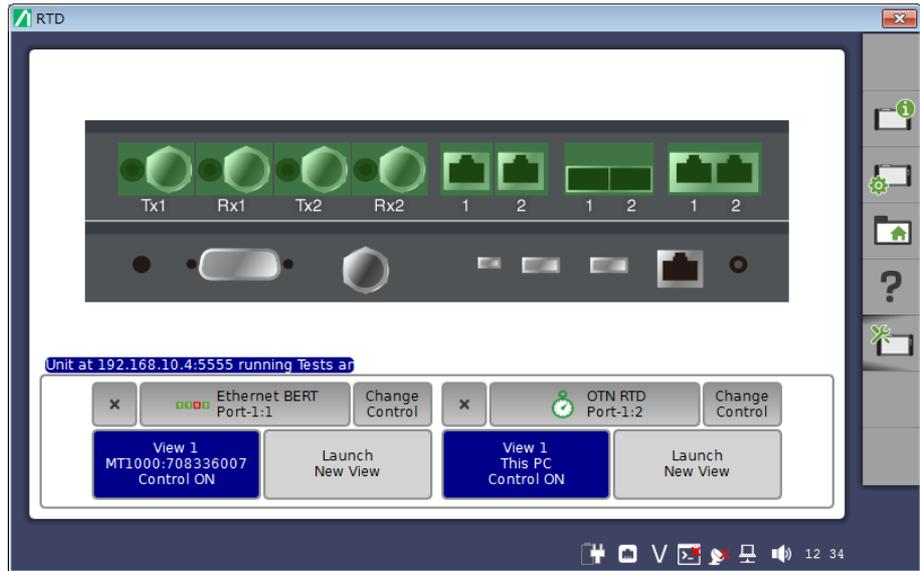 RTD
Tx1 Rx1 Tx2 Rx2 1 2 1 2 1 2
Unit at 192.168.10.4:5555 running Tests ar
Ethernet BERT
Port-1:1
Change
Control
OTN RTD
Port-1:2
Change
Control
View 1
MT1000:708336007
Control ON
Launch
New View
View 1
This PC
Control ON
Launch
New View
V
12 34